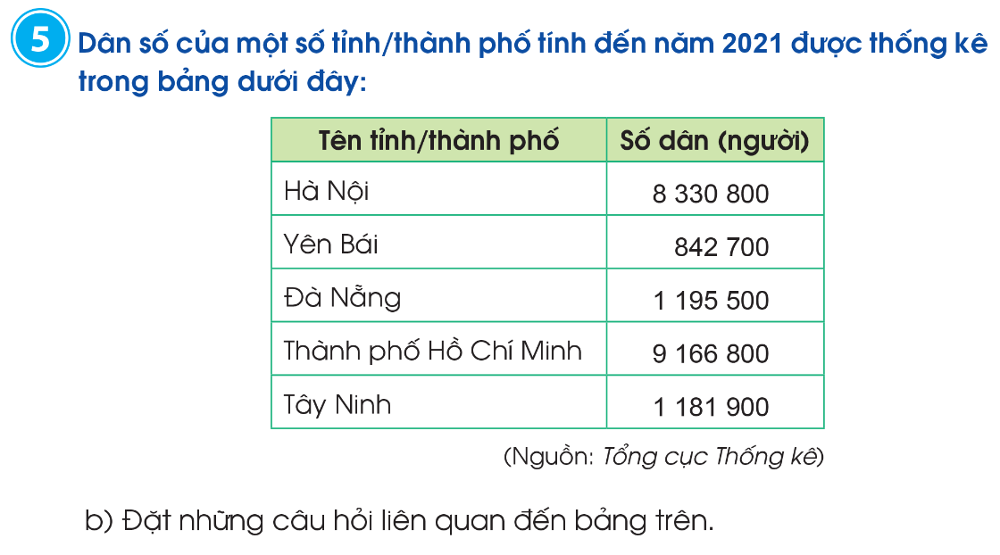 5
Dân số của một số tỉnh/thành phố tính đến năm 2021 được thống kê
trong bảng dưới đây:
Tên tỉnh/thành phố Số dân (người)
Hà Nội 8 330 800
Yên Bái 842 700
Đà Nẵng 1 195 500
Thành phố Hồ Chí Minh 9 166 800
Tây Ninh 1 181 900
(Nguồn: Tổng cục Thống kê)
b) Đặt những câu hỏi liên quan đến bảng trên.